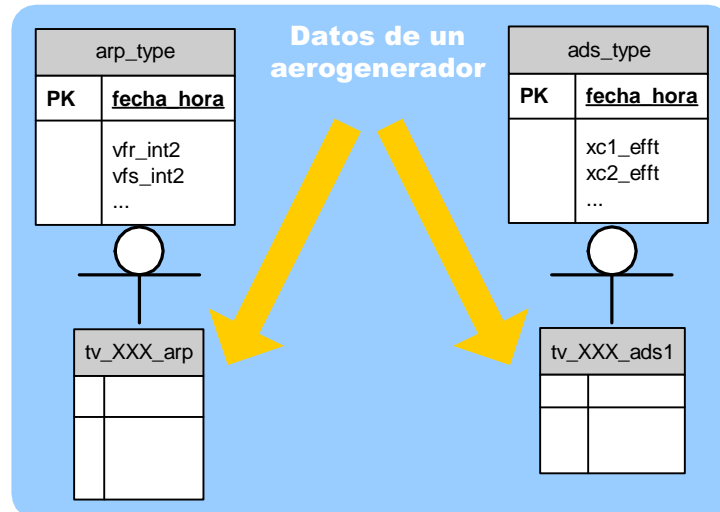 Datos de un
aerogenerador
arp_type
PK fecha_hora
vfr_int2
vfs_int2
...
ads_type
PK fecha_hora
xc1_efft
xc2_efft
...
tv_XXX_arp
tv_XXX_ads1